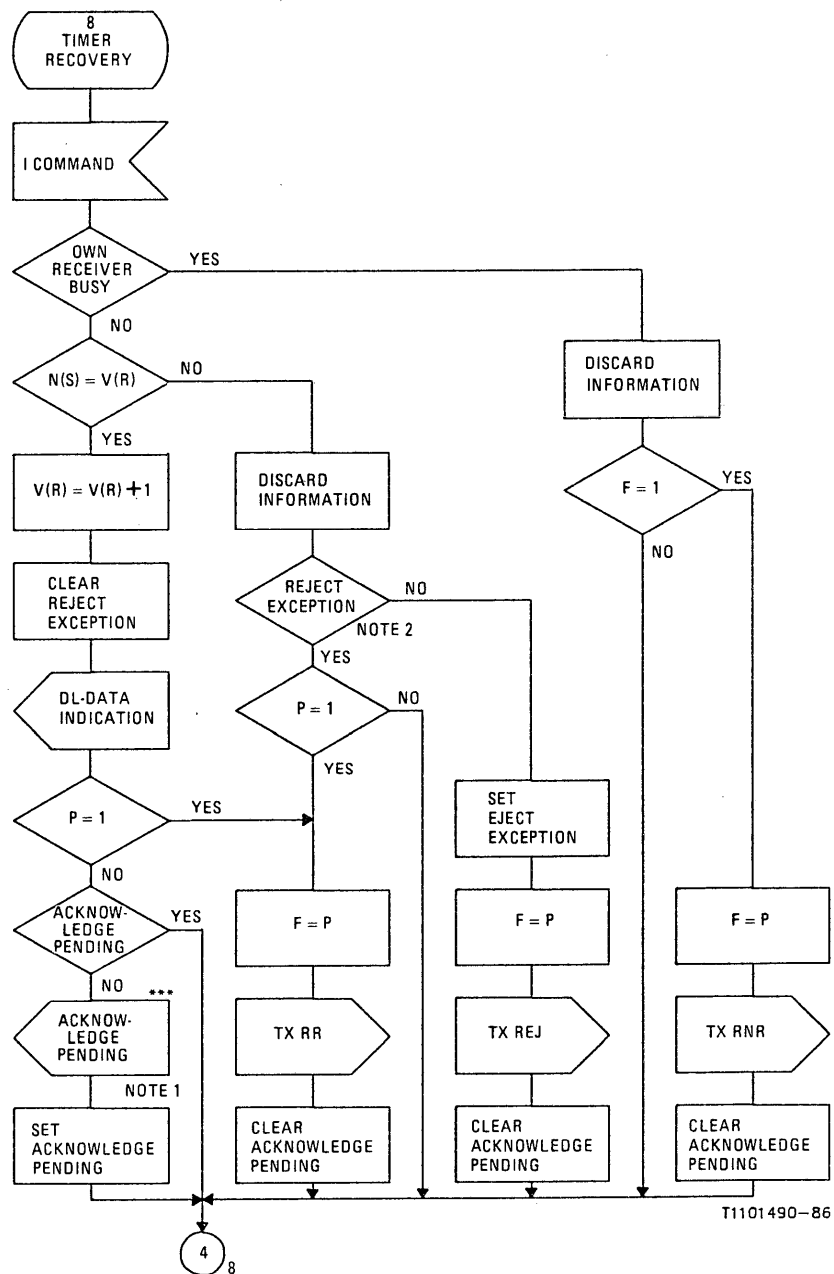 8
TIMER
RECOVERY
I COMMAND
OWN
RECEIVER
BUSY
YES
NO
DISCARD
INFORMATION
N(S) = V(R)
NO
YES
F = 1
YES
NO
V(R) = V(R) + 1
DISCARD
INFORMATION
CLEAR
REJECT
EXCEPTION
REJECT
EXCEPTION
NO
NOTE 2
YES
DL-DATA
INDICATION
P = 1
NO
YES
P = 1
YES
NO
SET
EJECT
EXCEPTION
ACKNOW-
LEDGE
PENDING
YES
NO
F = P
F = P
F = P
***
ACKNOW-
LEDGE
PENDING
NOTE 1
TX RR
TX REJ
TX RNR
SET
ACKNOWLEDGE
PENDING
CLEAR
ACKNOWLEDGE
PENDING
CLEAR
ACKNOWLEDGE
PENDING
CLEAR
ACKNOWLEDGE
PENDING
T1101490-86
4
8